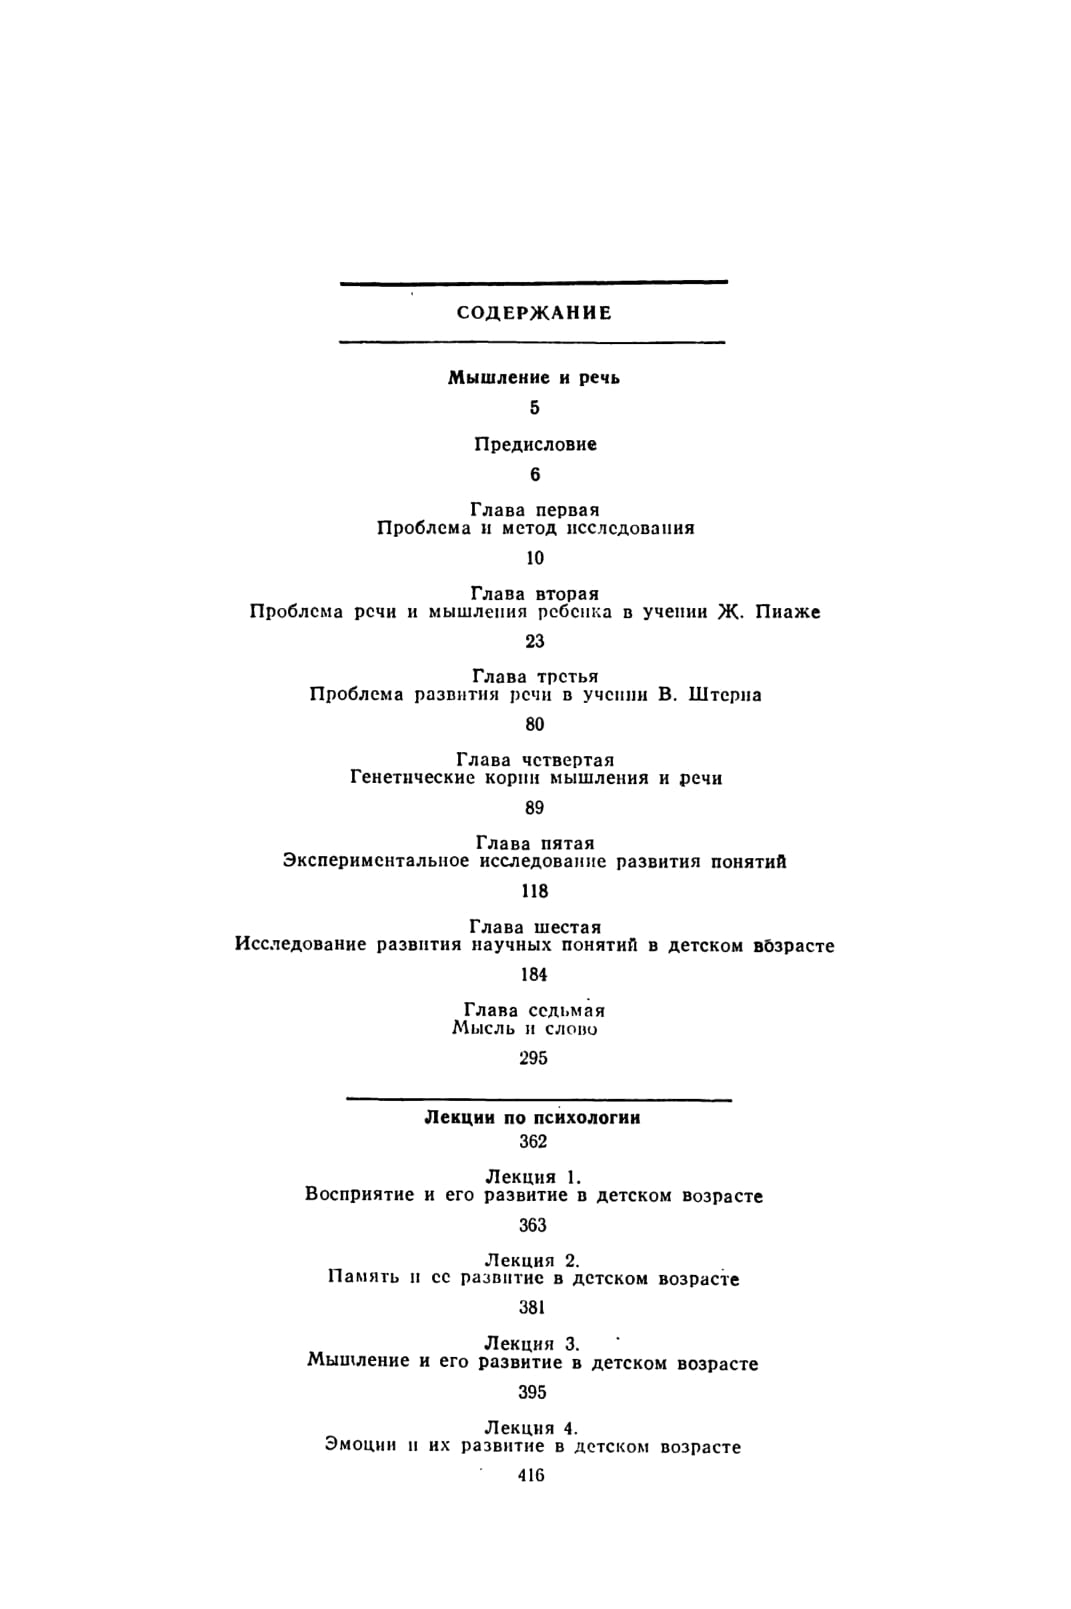 СОДЕРЖАНИЕ
Мышление и речь
5
Предисловие
6
Глава первая
Проблема и метод исследования
10
Глава вторая
Проблема речи и мышления ребенка в учении Ж. Пиаже
23
Глава третья
Проблема развития речи в учении В. Штерна
80
Глава четвертая
Генетические корни мышления и речи
89
Глава пятая
Экспериментальное исследование развития понятий
118
Глава шестая
Исследование развития научных понятий в детском возрасте
184
Глава седьмая
Мысль и слово
295
Лекции по психологии
362
Лекция 1.
Восприятие и его развитие в детском возрасте
363
Лекция 2.
Память и ее развитие в детском возрасте
381
Лекция 3.
Мышление и его развитие в детском возрасте
395
Лекция 4.
Эмоции и их развитие в детском возрасте
416